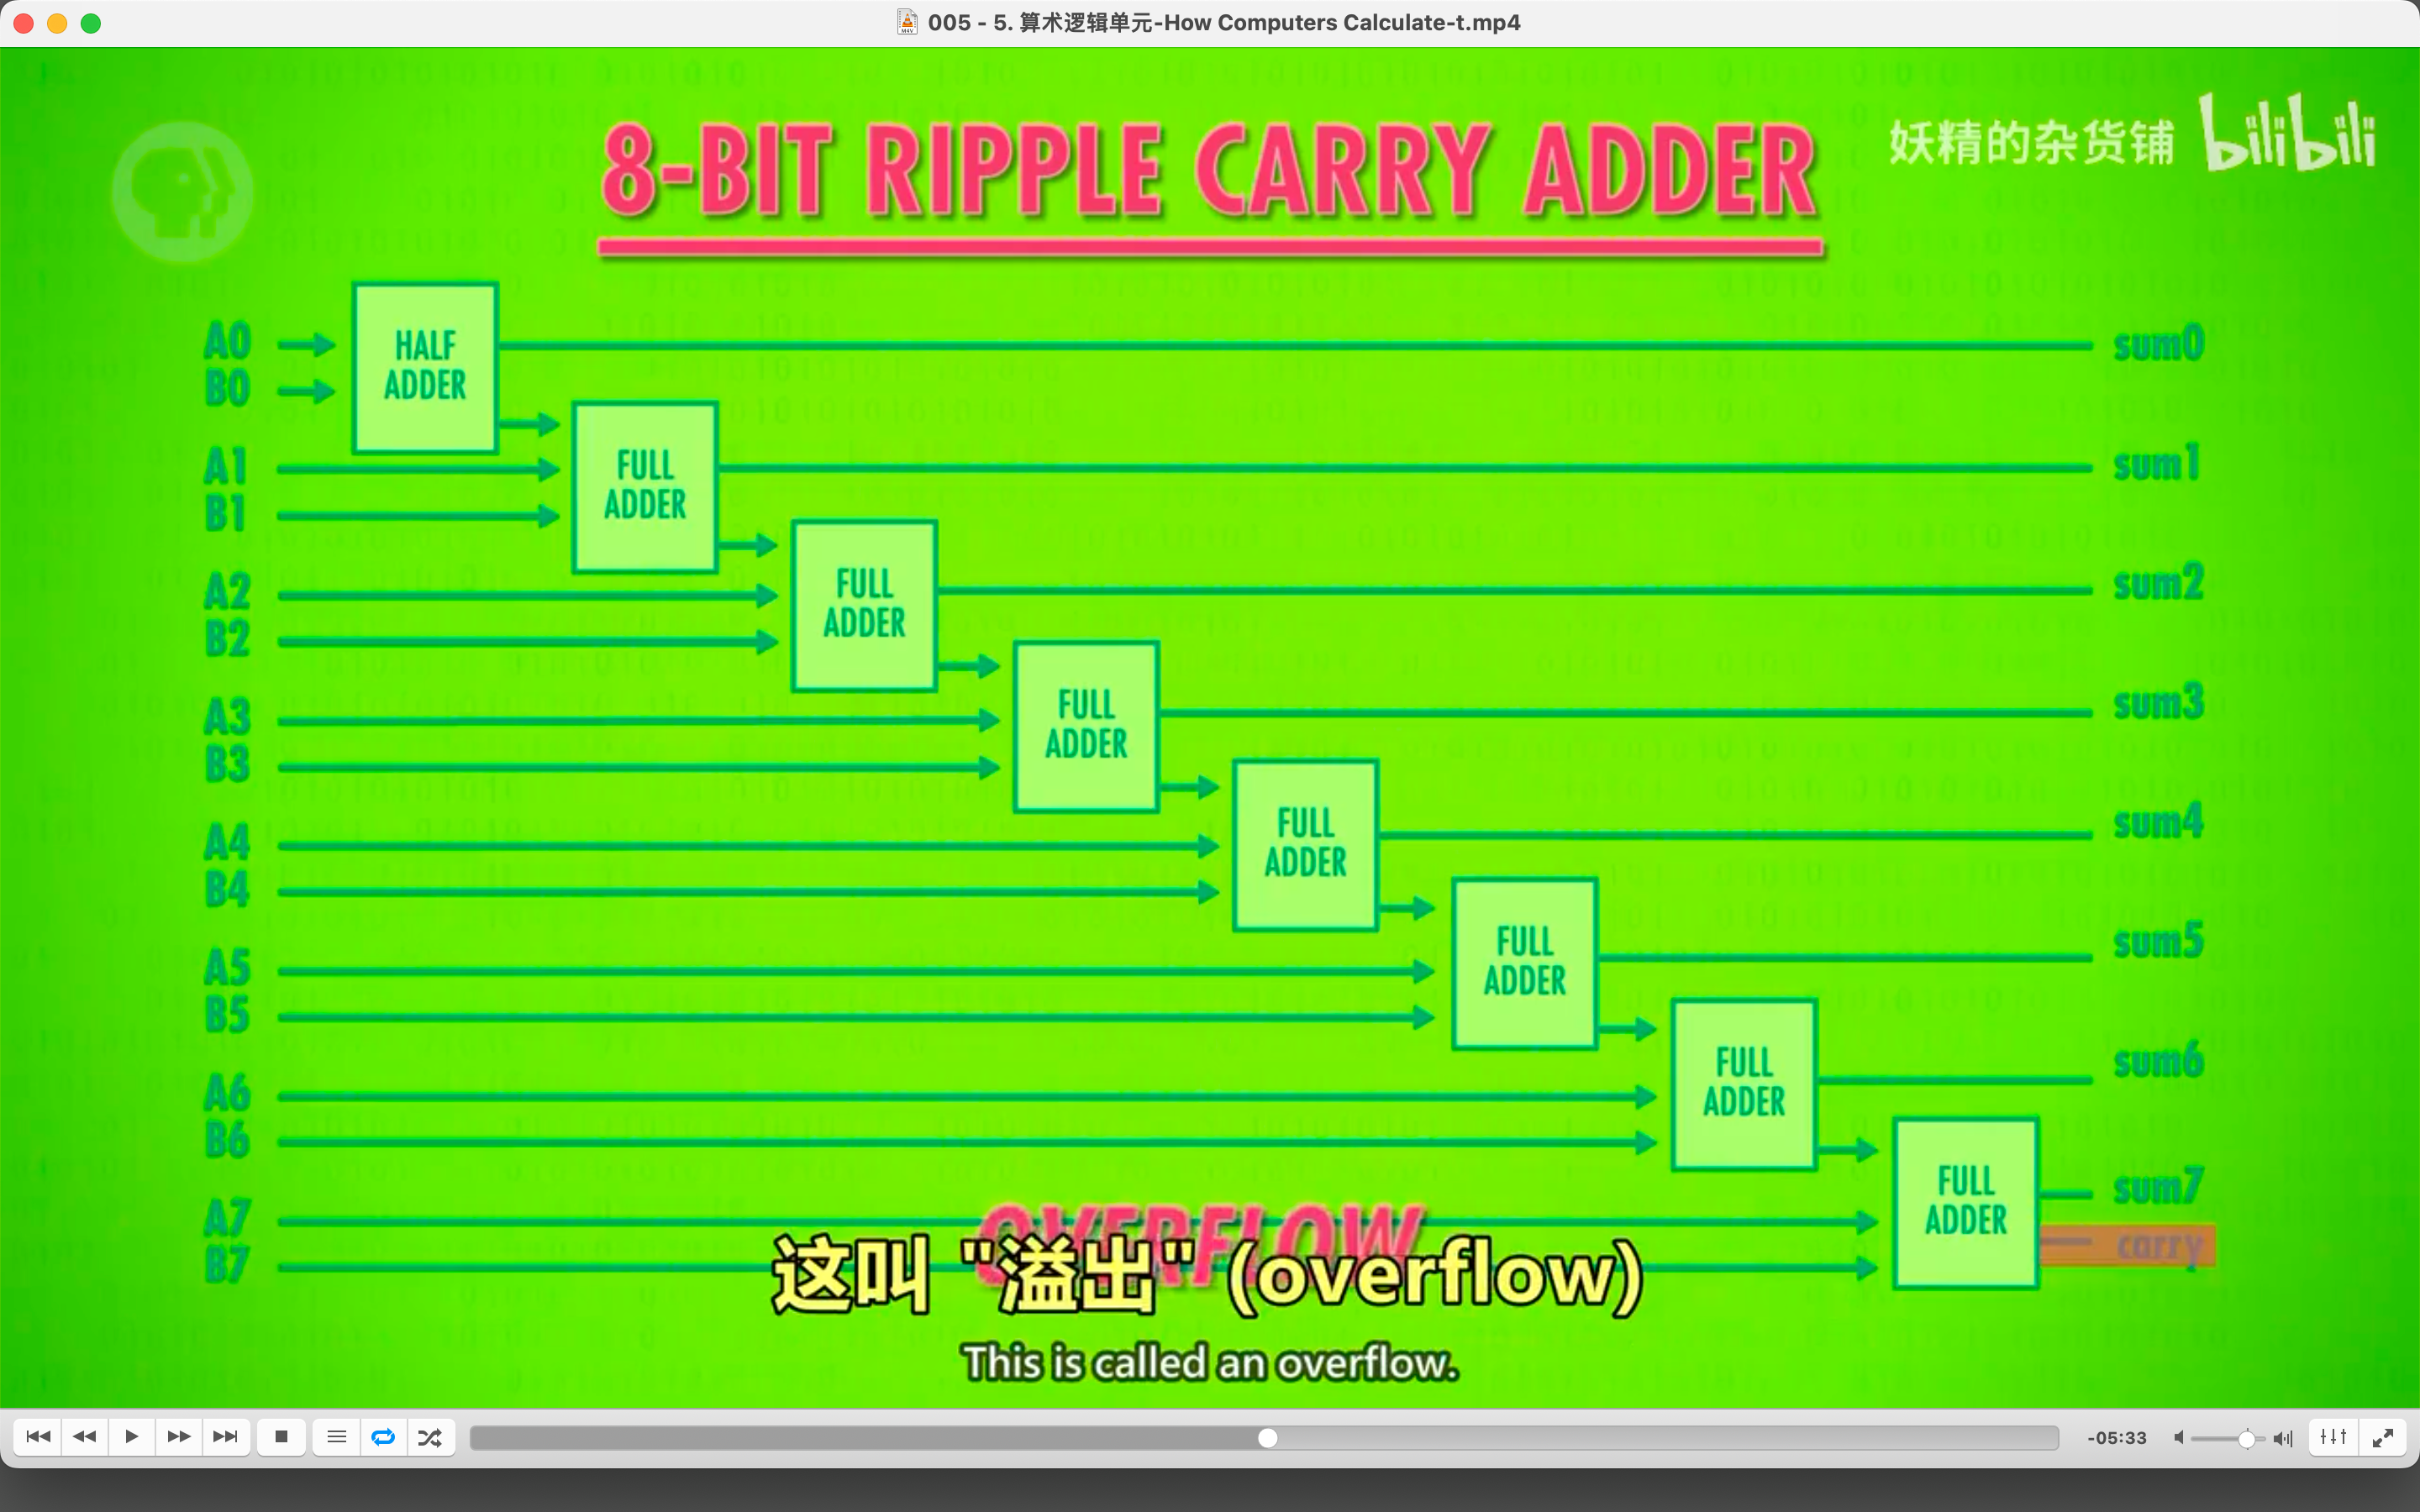 005 - 5. 算术逻辑单元-How Computers Calculate-t.mp4
8-BIT RIPPLE CARRY ADDER
妖精的杂货铺 bilibili
A0
B0
HALF
ADDER
sum0
A1
B1
FULL
ADDER
sum1
A2
B2
FULL
ADDER
sum2
A3
B3
FULL
ADDER
sum3
A4
B4
FULL
ADDER
sum4
A5
B5
FULL
ADDER
sum5
A6
B6
FULL
ADDER
sum6
A7
B7
FULL
ADDER
sum7
carry
OVERFLOW
这叫 "溢出" (overflow)
This is called an overflow.
-05:33